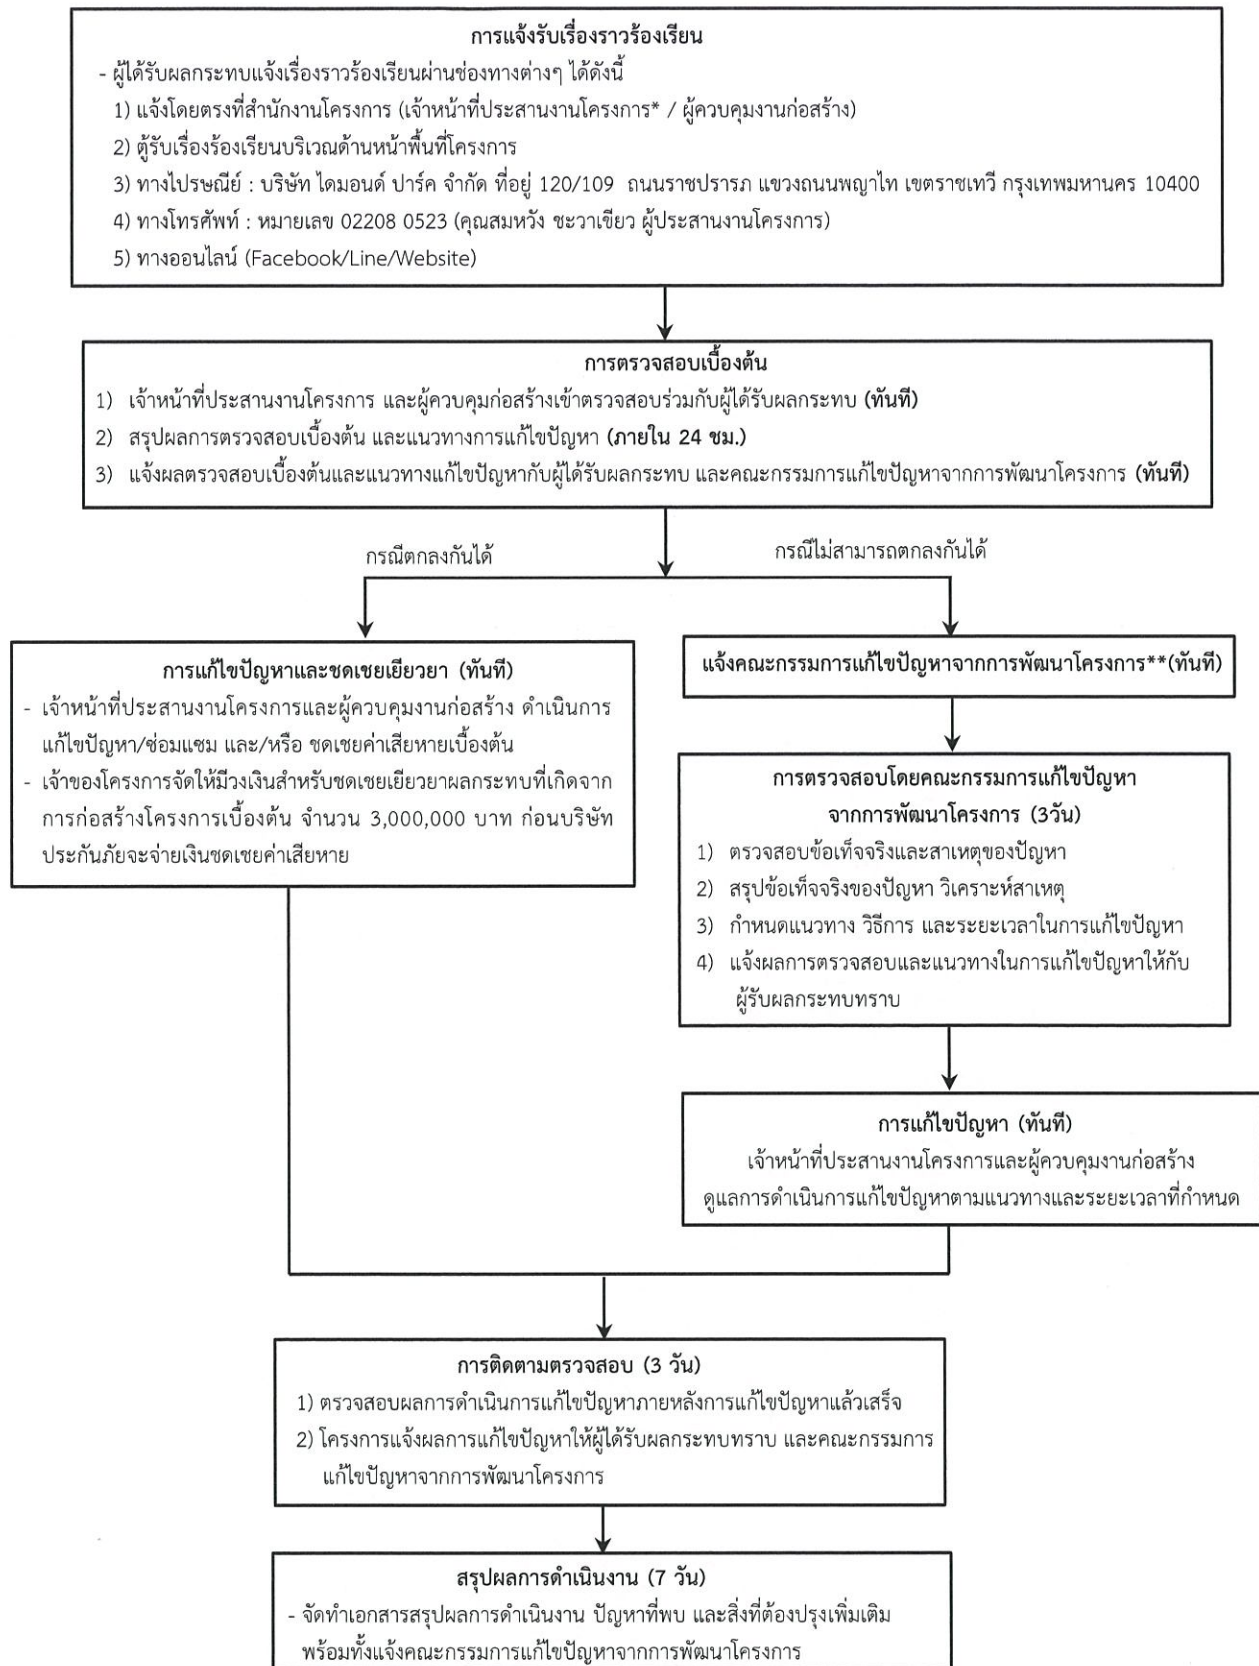 การแจ้งรับเรื่องราวร้องเรียน
- ผู้ได้รับผลกระทบแจ้งเรื่องราวร้องเรียนผ่านช่องทางต่างๆ ได้ดังนี้
1) แจ้งโดยตรงที่สำนักงานโครงการ (เจ้าหน้าที่ประสานงานโครงการ* / ผู้ควบคุมงานก่อสร้าง)
2) ตู้รับเรื่องร้องเรียนบริเวณด้านหน้าพื้นที่โครงการ
3) ทางไปรษณีย์ : บริษัท ไดมอนด์ ปาร์ค จำกัด ที่อยู่ 120/109 ถนนราชปรารภ แขวงถนนพญาไท เขตราชเทวี กรุงเทพมหานคร 10400
4) ทางโทรศัพท์ : หมายเลข 02208 0523 (คุณสมหวัง ชะวาเขียว ผู้ประสานงานโครงการ)
5) ทางออนไลน์ (Facebook/Line/Website)
การตรวจสอบเบื้องต้น
1) เจ้าหน้าที่ประสานงานโครงการ และผู้ควบคุมก่อสร้างเข้าตรวจสอบร่วมกับผู้ได้รับผลกระทบ (ทันที)
2) สรุปผลการตรวจสอบเบื้องต้น และแนวทางการแก้ไขปัญหา (ภายใน 24 ชม.)
3) แจ้งผลตรวจสอบเบื้องต้นและแนวทางแก้ไขปัญหากับผู้ได้รับผลกระทบ และคณะกรรมการแก้ไขปัญหาจากการพัฒนาโครงการ (ทันที)
กรณีตกลงกันได้
กรณีไม่สามารถตกลงกันได้
การแก้ไขปัญหาและชดเชยเยียวยา (ทันที)
- เจ้าหน้าที่ประสานงานโครงการและผู้ควบคุมงานก่อสร้าง ดำเนินการ
แก้ไขปัญหา/ซ่อมแซม และ/หรือ ชดเชยค่าเสียหายเบื้องต้น
- เจ้าของโครงการจัดให้มีวงเงินสำหรับชดเชยเยียวยาผลกระทบที่เกิดจาก
การก่อสร้างโครงการเบื้องต้น จำนวน 3,000,000 บาท ก่อนบริษัท
ประกันภัยจะจ่ายเงินชดเชยค่าเสียหาย
แจ้งคณะกรรมการแก้ไขปัญหาจากการพัฒนาโครงการ**(ทันที)
การตรวจสอบโดยคณะกรรมการแก้ไขปัญหา
จากการพัฒนาโครงการ (3วัน)
1) ตรวจสอบข้อเท็จจริงและสาเหตุของปัญหา
2) สรุปข้อเท็จจริงของปัญหา วิเคราะห์สาเหตุ
3) กำหนดแนวทาง วิธีการ และระยะเวลาในการแก้ไขปัญหา
4) แจ้งผลการตรวจสอบและแนวทางในการแก้ไขปัญหาให้กับ
ผู้รับผลกระทบทราบ
การแก้ไขปัญหา (ทันที)
เจ้าหน้าที่ประสานงานโครงการและผู้ควบคุมงานก่อสร้าง
ดูแลการดำเนินการแก้ไขปัญหาตามแนวทางและระยะเวลาที่กำหนด
การติดตามตรวจสอบ (3 วัน)
1) ตรวจสอบผลการดำเนินการแก้ไขปัญหาภายหลังการแก้ไขปัญหาแล้วเสร็จ
2) โครงการแจ้งผลการแก้ไขปัญหาให้ผู้ได้รับผลกระทบทราบ และคณะกรรมการ
แก้ไขปัญหาจากการพัฒนาโครงการ
สรุปผลการดำเนินงาน (7 วัน)
- จัดทำเอกสารสรุปผลการดำเนินงาน ปัญหาที่พบ และสิ่งที่ต้องปรุงเพิ่มเติม
พร้อมทั้งแจ้งคณะกรรมการแก้ไขปัญหาจากการพัฒนาโครงการ